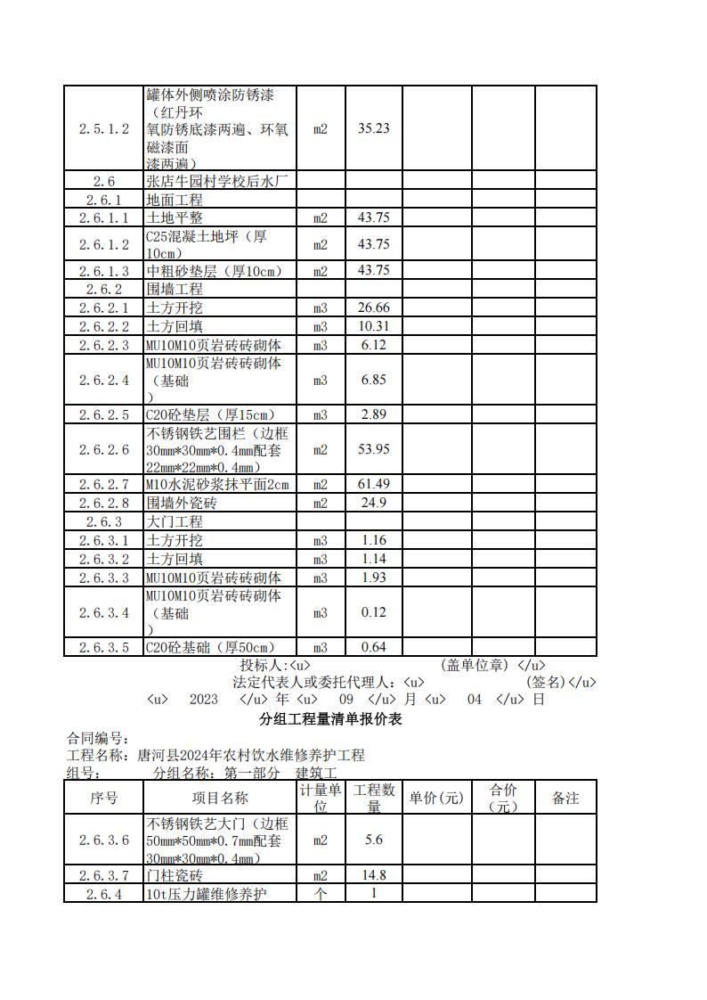 罐体外侧喷涂防锈漆
（红丹环
2.5.1.2 氧防锈底漆两遍、环氧 m2 35.23
磁漆面
漆两遍）
2.6 张店牛园村学校后水厂
2.6.1 地面工程
2.6.1.1 土地平整 m2 43.75
2.6.1.2 C25混凝土地坪（厚 m2 43.75
10cm）
2.6.1.3 中粗砂垫层（厚10cm） m2 43.75
2.6.2 围墙工程
2.6.2.1 土方开挖 m3 26.66
2.6.2.2 土方回填 m3 10.31
2.6.2.3 MU10M10页岩砖砖砌体 m3 6.12
MU10M10页岩砖砖砌体
2.6.2.4 （基础 m3 6.85
）
2.6.2.5 C20砼垫层（厚15cm） m3 2.89
不锈钢铁艺围栏（边框
2.6.2.6 30mm*30mm*0.4mm配套 m2 53.95
22mm*22mm*0.4mm）
2.6.2.7 M10水泥砂浆抹平面2cm m2 61.49
2.6.2.8 围墙外瓷砖 m2 24.9
2.6.3 大门工程
2.6.3.1 土方开挖 m3 1.16
2.6.3.2 土方回填 m3 1.14
2.6.3.3 MU10M10页岩砖砖砌体 m3 1.93
MU10M10页岩砖砖砌体
2.6.3.4 （基础 m3 0.12
）
2.6.3.5 C20砼基础（厚50cm） m3 0.64
投标人:<u> (盖单位章) </u>
法定代表人或委托代理人：<u> (签名)</u>
<u> 2023 </u> 年 <u> 09 </u> 月 <u> 04 </u> 日
分组工程量清单报价表
合同编号：
工程名称：唐河县2024年农村饮水维修养护工程
组号： 分组名称：第一部分 建筑工
序号 项目名称 计量单位 工程数量 单价(元) 合价（元） 备注
不锈钢铁艺大门（边框
2.6.3.6 50mm*50mm*0.7mm配套 m2 5.6
30mm*30mm*0.4mm）
2.6.3.7 门柱瓷砖 m2 14.8
2.6.4 10t压力罐维修养护 个 1